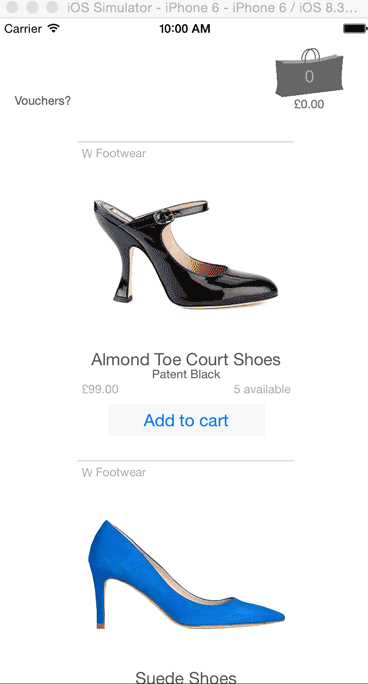 iOS Simulator - iPhone 6 - iPhone 6 / iOS 8.3...
Carrier 10:00 AM
0
Vouchers? £0.00
W Footwear
Almond Toe Court Shoes
Patent Black
£99.00 5 available
Add to cart
W Footwear
Suede Shoes